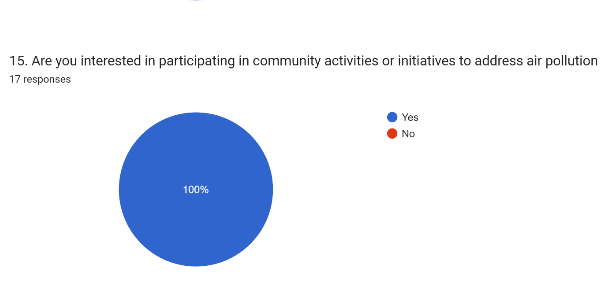 15. Are you interested in participating in community activities or initiatives to address air pollution
17 responses
Yes
No
100%